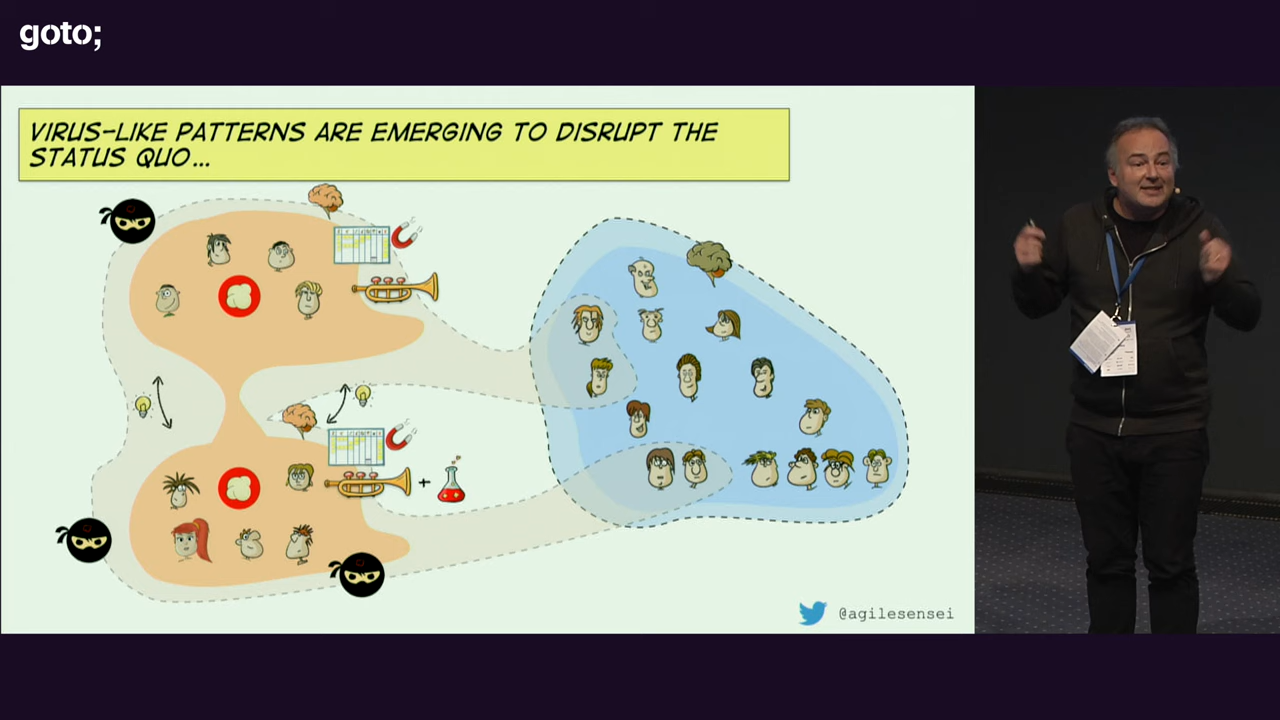 goto;
VIRUS-LIKE PATTERNS ARE EMERGING TO DISRUPT THE
STATUS QUO...
+
@agilesensei